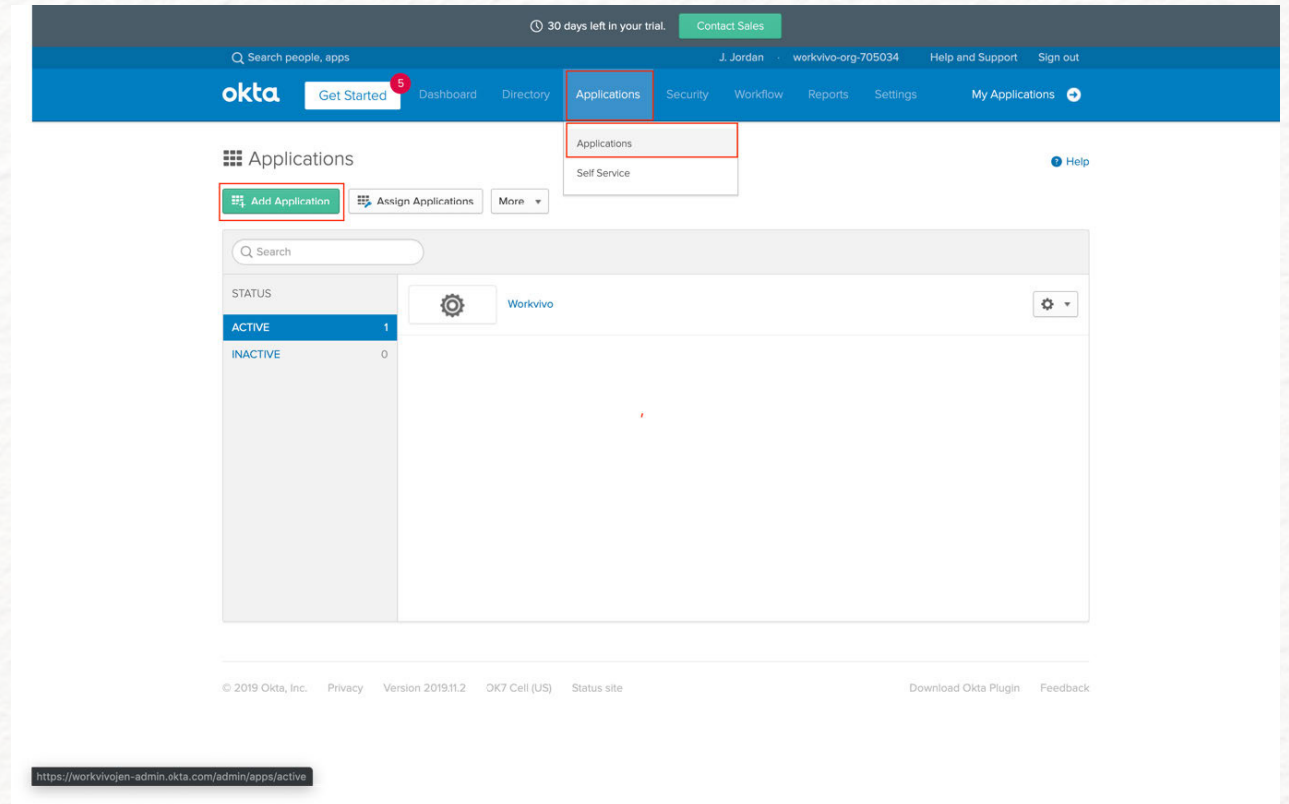 30 days left in your trial. Contact Sales
Search people, apps J. Jordan · workvivo-org-705034 Help and Support Sign out
okta Get Started 5 Dashboard Directory Applications Security Workflow Reports Settings My Applications
Applications
Self Service
Applications Help
Add Application Assign Applications More
Search
STATUS
ACTIVE 1
INACTIVE 0
Workvivo
© 2019 Okta, Inc. Privacy Version 2019.11.2 OK7 Cell (US) Status site Download Okta Plugin Feedback
https://workvivojen-admin.okta.com/admin/apps/active